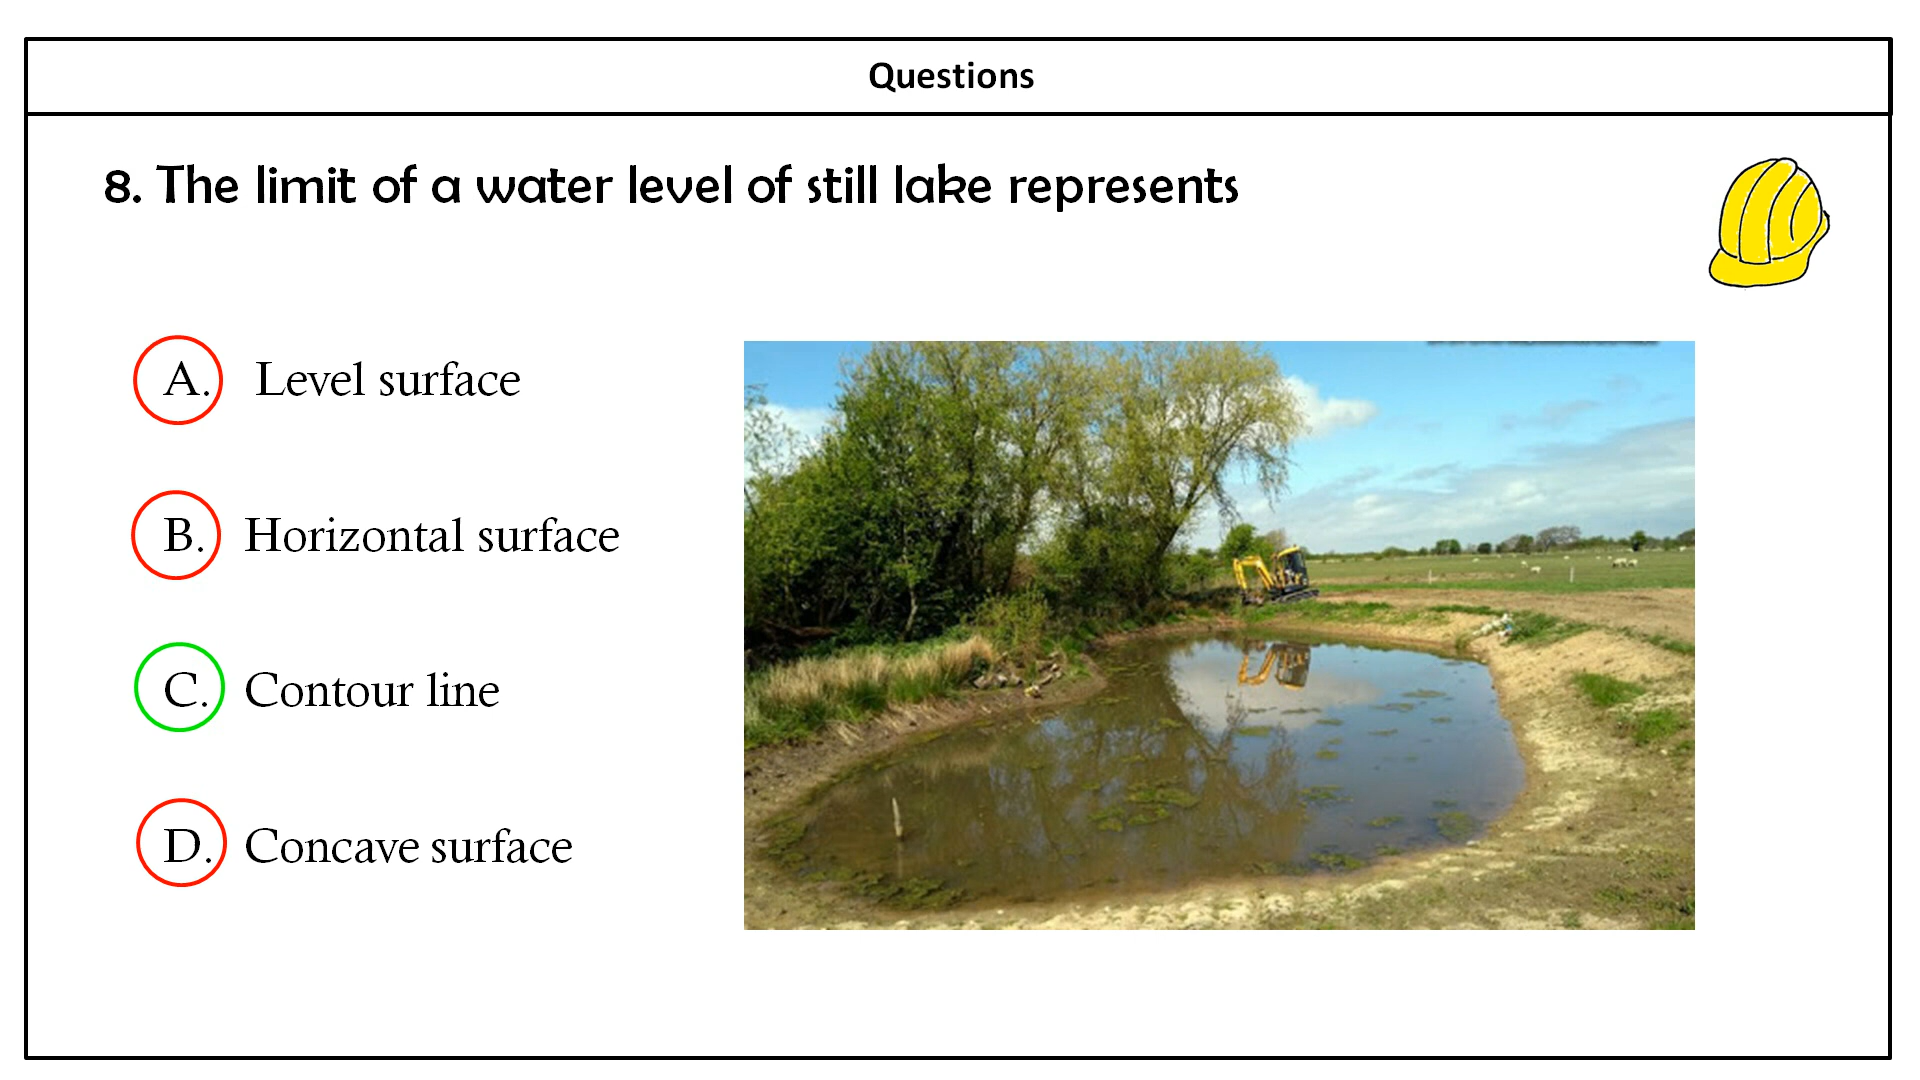 Questions
8. The limit of a water level of still lake represents
A. Level surface
B. Horizontal surface
C. Contour line
D. Concave surface